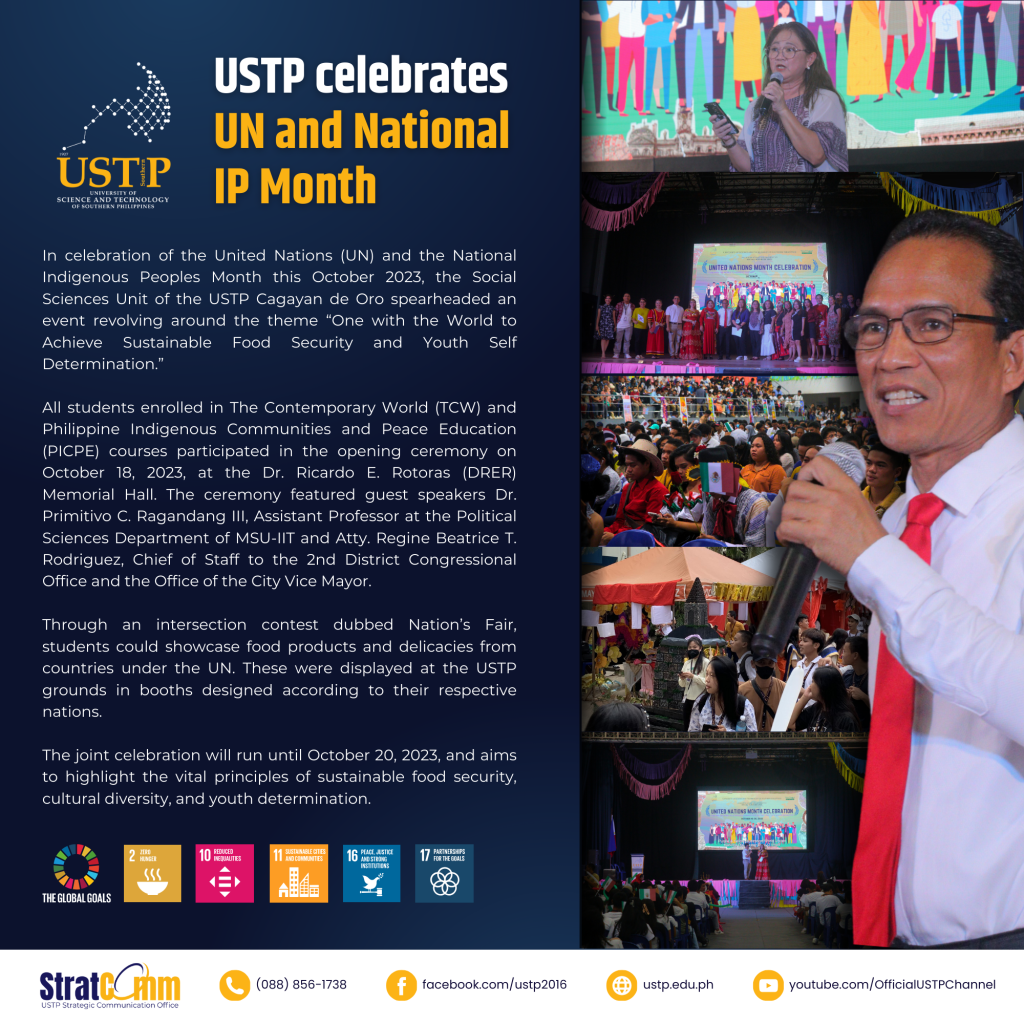 USTP celebrates
UN and National
IP Month
1927
USTP
Southern
UNIVERSITY OF
SCIENCE AND TECHNOLOGY
OF SOUTHERN PHILIPPINES
In celebration of the United Nations (UN) and the National
Indigenous Peoples Month this October 2023, the Social
Sciences Unit of the USTP Cagayan de Oro spearheaded an
event revolving around the theme “One with the World to
Achieve Sustainable Food Security and Youth Self
Determination.”
All students enrolled in The Contemporary World (TCW) and
Philippine Indigenous Communities and Peace Education
(PICPE) courses participated in the opening ceremony on
October 18, 2023, at the Dr. Ricardo E. Rotoras (DRER)
Memorial Hall. The ceremony featured guest speakers Dr.
Primitivo C. Ragandang III, Assistant Professor at the Political
Sciences Department of MSU-IIT and Atty. Regine Beatrice T.
Rodriguez, Chief of Staff to the 2nd District Congressional
Office and the Office of the City Vice Mayor.
Through an intersection contest dubbed Nation’s Fair,
students could showcase food products and delicacies from
countries under the UN. These were displayed at the USTP
grounds in booths designed according to their respective
nations.
The joint celebration will run until October 20, 2023, and aims
to highlight the vital principles of sustainable food security,
cultural diversity, and youth determination.
THE GLOBAL GOALS
2 ZERO
HUNGER
10 REDUCED
INEQUALITIES
11 SUSTAINABLE CITIES
AND COMMUNITIES
16 PEACE, JUSTICE
AND STRONG
INSTITUTIONS
17 PARTNERSHIPS
FOR THE GOALS
UNITED NATIONS MONTH CELEBRATION
UNITED NATIONS MONTH CELEBRATION
StratComm
USTP Strategic Communication Office
(088) 856-1738
facebook.com/ustp2016
ustp.edu.ph
youtube.com/OfficialUSTPChannel